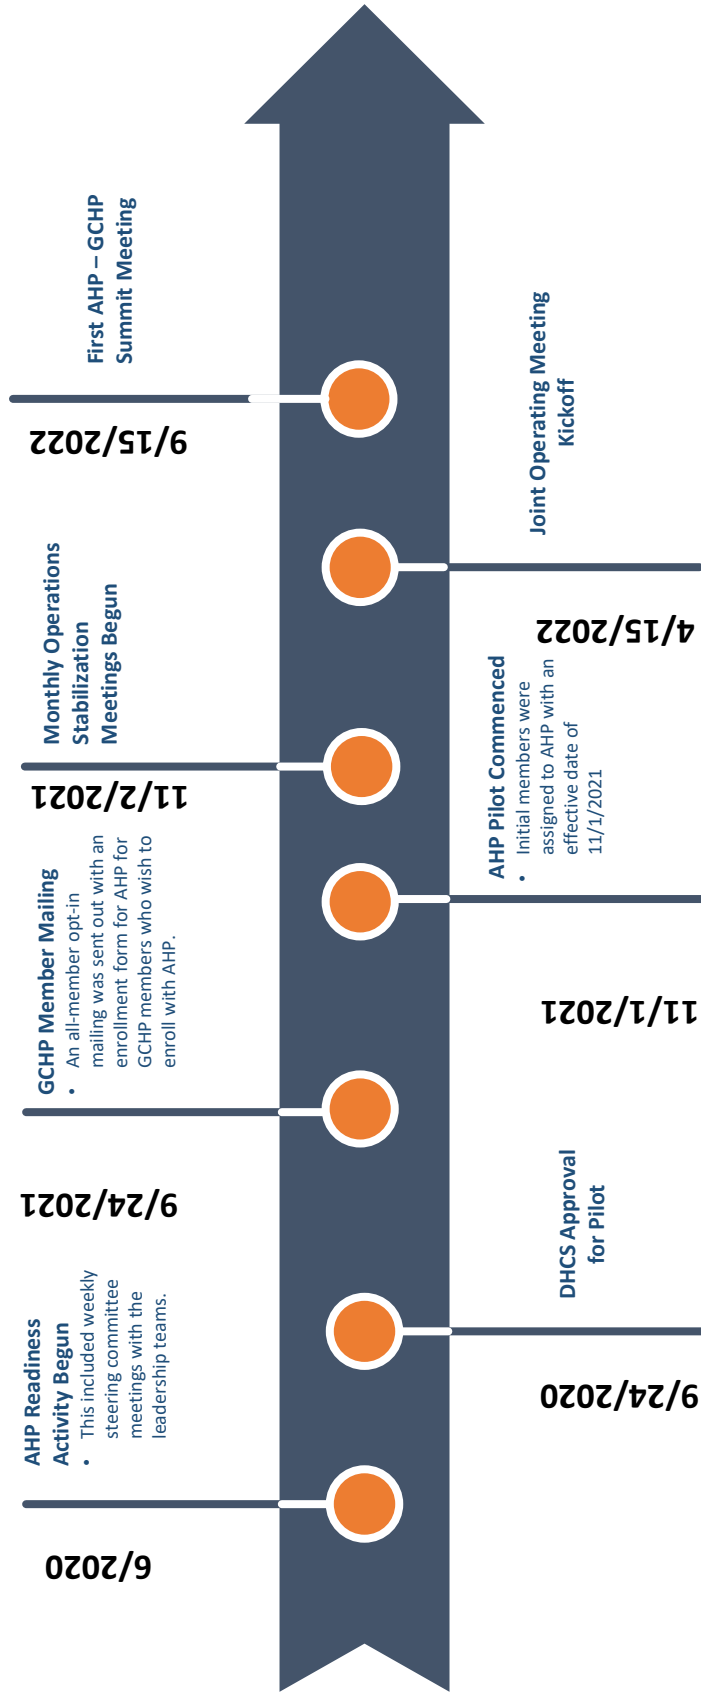 6/2020
AHP Readiness
Activity Begun
• This included weekly
steering committee
meetings with the
leadership teams.
9/24/2020
DHCS Approval
for Pilot
9/24/2021
GCHP Member Mailing
• An all-member opt-in
mailing was sent out with an
enrollment form for AHP for
GCHP members who wish to
enroll with AHP.
11/1/2021
AHP Pilot Commenced
• Initial members were
assigned to AHP with an
effective date of
11/1/2021
11/2/2021
Monthly Operations
Stabilization
Meetings Begun
4/15/2022
Joint Operating Meeting
Kickoff
9/15/2022
First AHP – GCHP
Summit Meeting